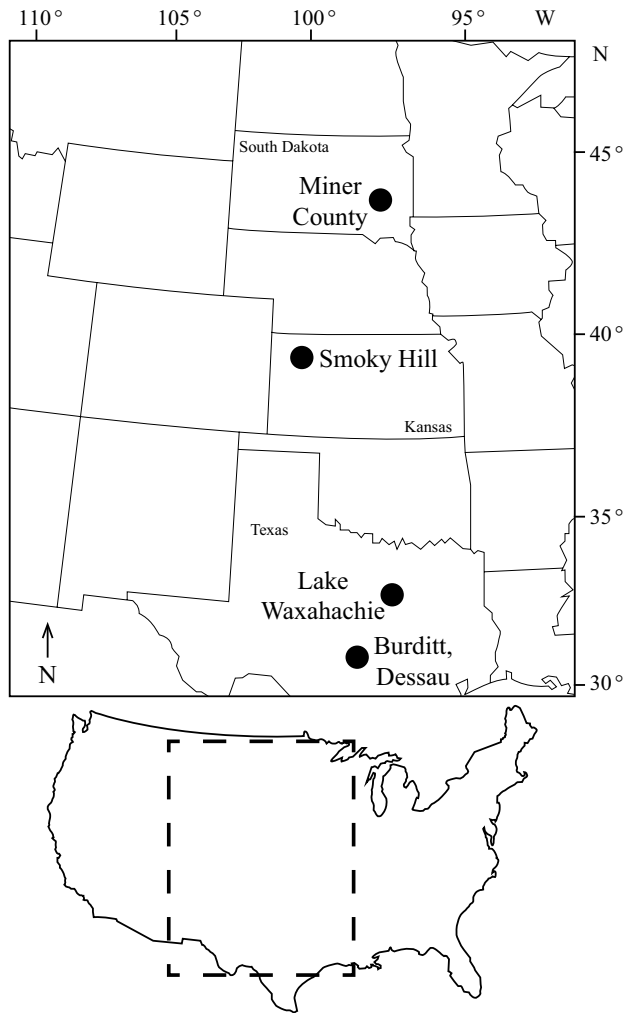 110° 105° 100° 95° W
N
South Dakota
45°
Miner
County
40°
Smoky Hill
Kansas
35°
Texas
Lake
Waxahachie
Burditt,
Dessau
N
30°